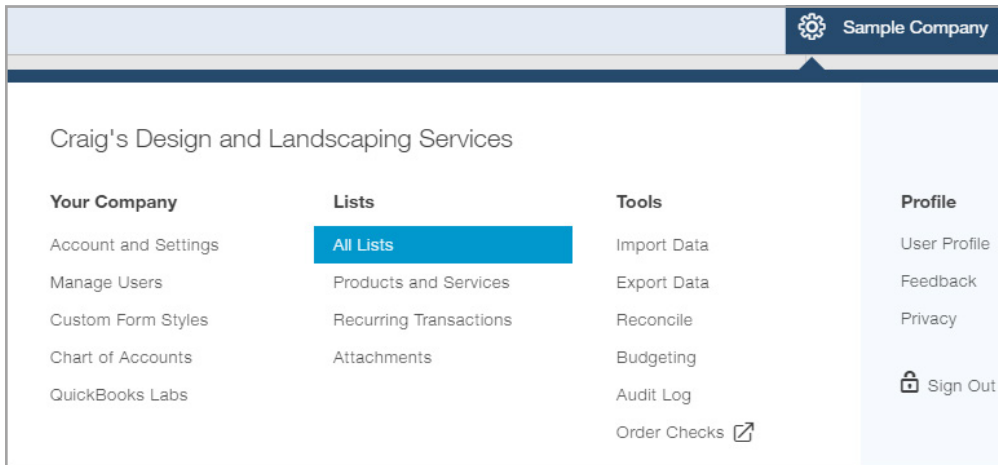 Sample Company
Craig's Design and Landscaping Services
Your Company
Account and Settings
Manage Users
Custom Form Styles
Chart of Accounts
QuickBooks Labs
Lists
All Lists
Products and Services
Recurring Transactions
Attachments
Tools
Import Data
Export Data
Reconcile
Budgeting
Audit Log
Order Checks
Profile
User Profile
Feedback
Privacy
Sign Out